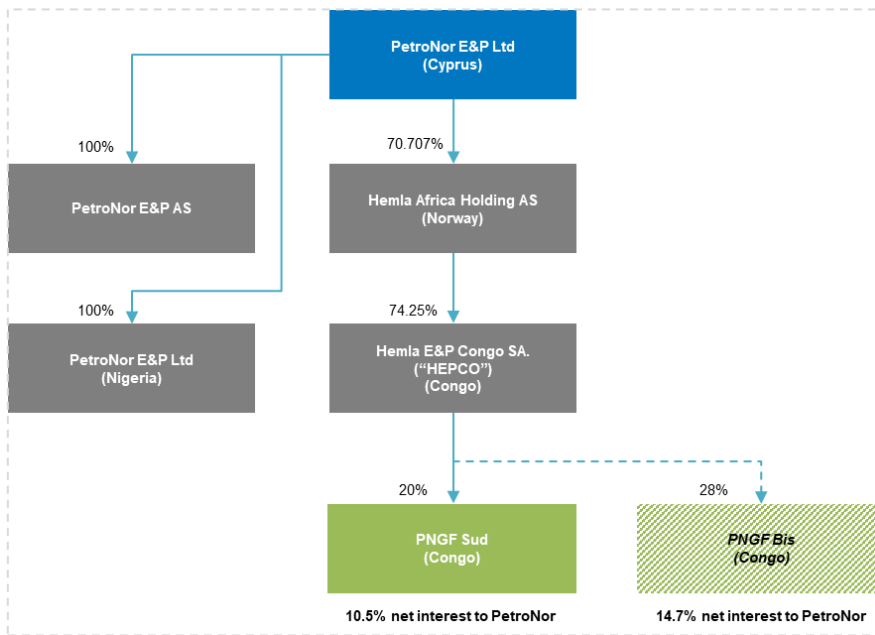 PetroNor E&P Ltd
(Cyprus)
100%
70.707%
PetroNor E&P AS
Hemla Africa Holding AS
(Norway)
100%
74.25%
PetroNor E&P Ltd
(Nigeria)
Hemla E&P Congo SA.
(“HEPCO”)
(Congo)
20%
28%
PNGF Sud
(Congo)
PNGF Bis
(Congo)
10.5% net interest to PetroNor
14.7% net interest to PetroNor